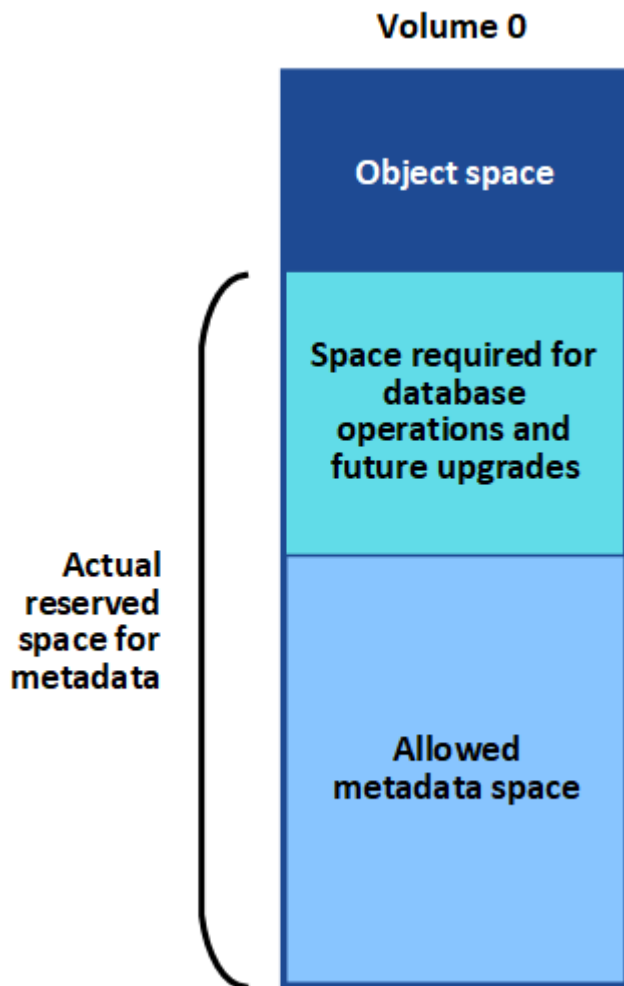 Volume 0
Object space
Space required for
database
operations and
future upgrades
Actual
reserved
space for
metadata
Allowed
metadata space